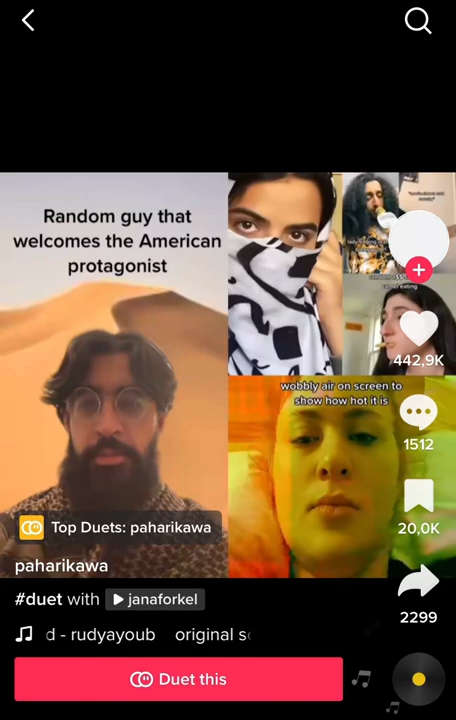 Random guy that
welcomes the American
protagonist
wobbly air on screen to
show how hot it is
442,9K
1512
20,0K
2299
Top Duets: paharikawa
paharikawa
#duet with janaforkel
d - rudyayoub original s
Duet this